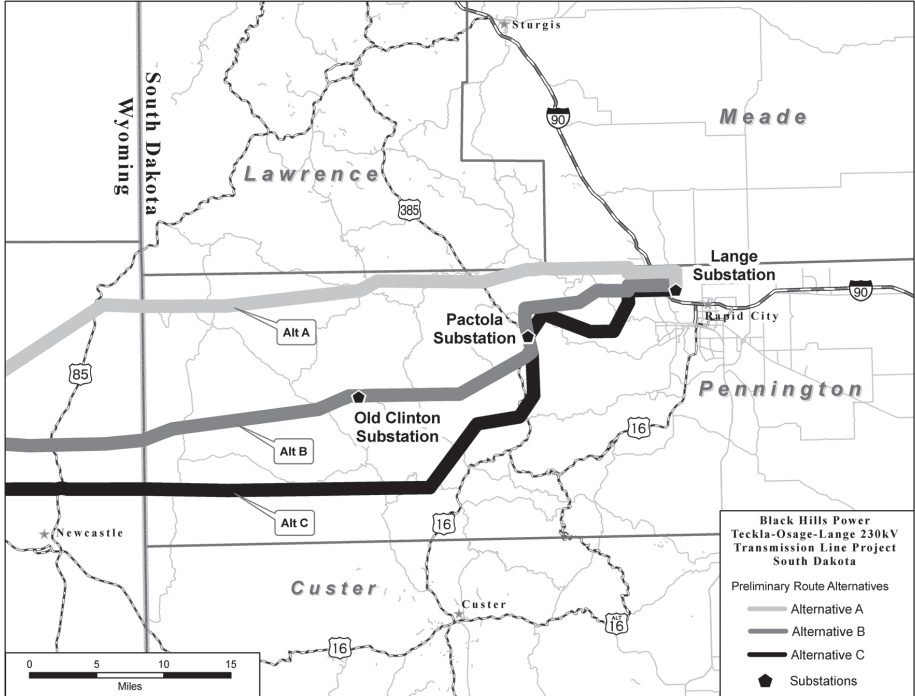 Sturgis
90
Meade
South Dakota
Wyoming
Lawrence
385
Lange
Substation
90
Rapid City
Alt A
Pactola
Substation
85
Pennington
Old Clinton
Substation
16
Alt B
Alt C
16
Newcastle
Custer
Custer
ALT
16
16
0 5 10 15
Miles
Black Hills Power
Teckla-Osage-Lange 230kV
Transmission Line Project
South Dakota
Preliminary Route Alternatives
Alternative A
Alternative B
Alternative C
Substations